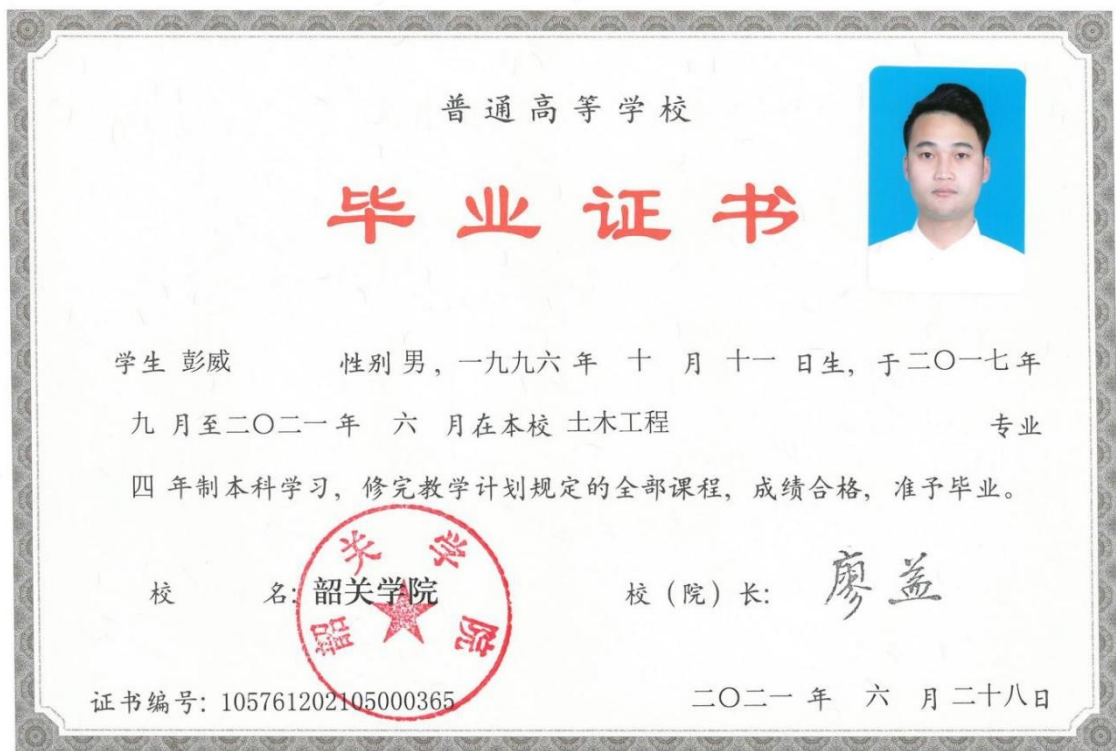 普通高等学校
毕业证书
学生 彭威 性别 男，一九九六 年 十 月 十一 日生，于二〇一七年
九 月至二〇二一年 六 月在本校 土木工程 专业
四 年制本科学习，修完教学计划规定的全部课程，成绩合格，准予毕业。
校 名：韶关学院 校（院）长：廖益
韶关学院
证书编号：105761202105000365 二〇二一 年 六 月 二十八日